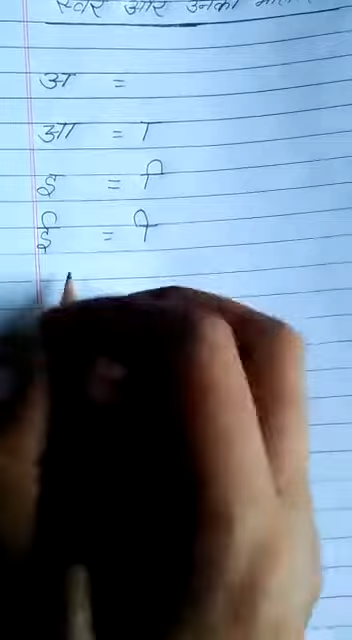 स्वर और उनकी
अ =
आ = ा
इ = ि
ई = ी